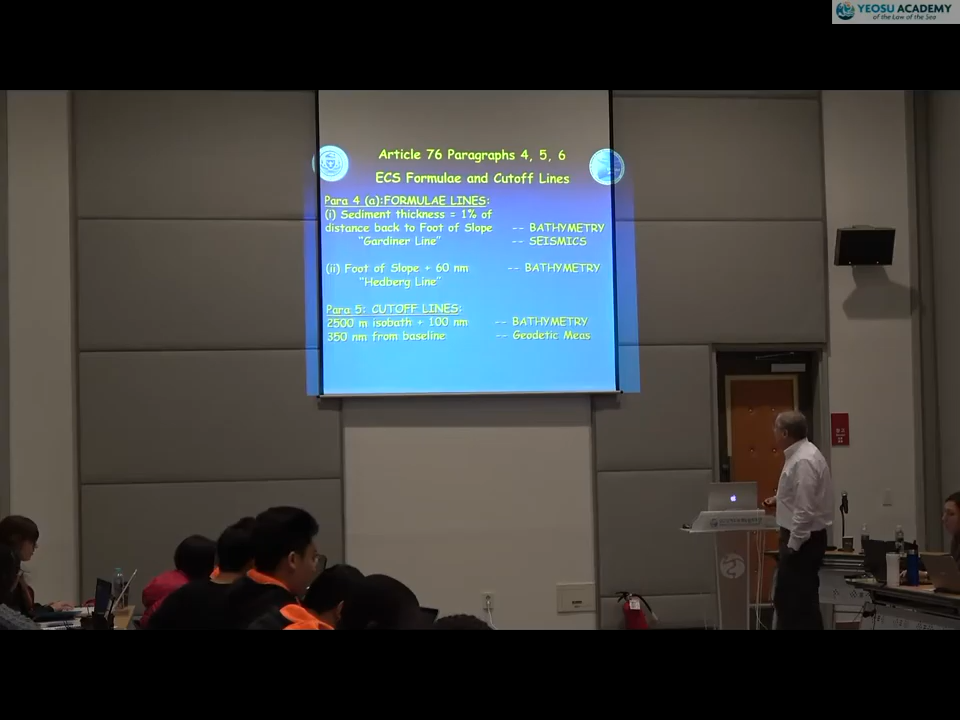 YEOSU ACADEMY
of the Law of the Sea
Article 76 Paragraphs 4, 5, 6
ECS Formulae and Cutoff Lines
Para 4 (a):FORMULAE LINES:
(i) Sediment thickness = 1% of
distance back to Foot of Slope -- BATHYMETRY
"Gardiner Line" -- SEISMICS
(ii) Foot of Slope + 60 nm -- BATHYMETRY
"Hedberg Line"
Para 5: CUTOFF LINES:
2500 m isobath + 100 nm -- BATHYMETRY
350 nm from baseline -- Geodetic Meas